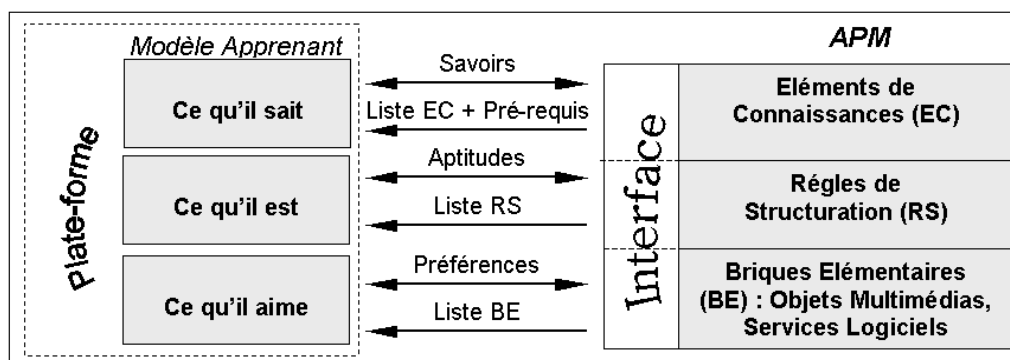 Modèle Apprenant
Plate-forme
Ce qu'il sait
Ce qu'il est
Ce qu'il aime
Savoirs
Liste EC + Pré-requis
Aptitudes
Liste RS
Préférences
Liste BE
Interface
APM
Eléments de
Connaissances (EC)
Régles de
Structuration (RS)
Briques Elémentaires
(BE) : Objets Multimédias,
Services Logiciels